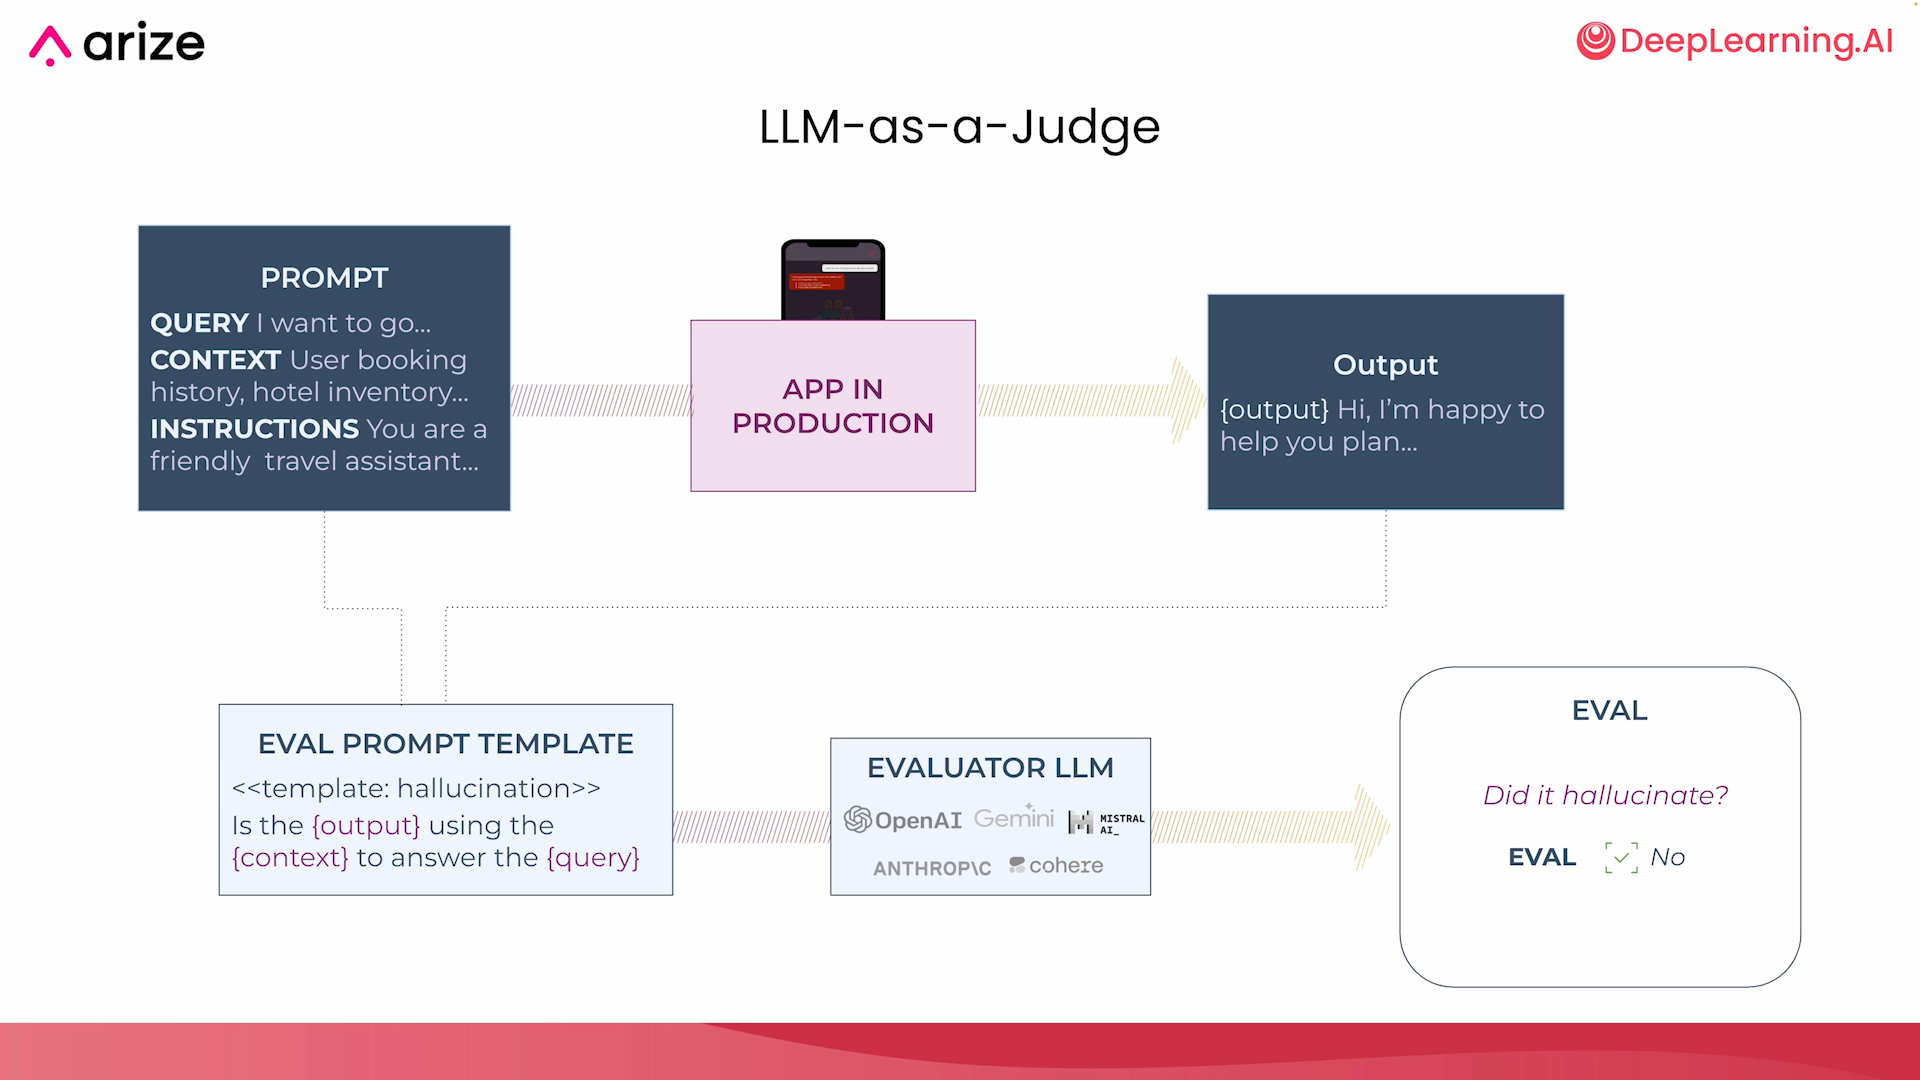 arize
DeepLearning.AI
LLM-as-a-Judge
PROMPT
QUERY I want to go...
CONTEXT User booking
history, hotel inventory...
INSTRUCTIONS You are a
friendly travel assistant...
APP IN
PRODUCTION
Output
{output} Hi, I'm happy to
help you plan...
EVAL PROMPT TEMPLATE
<<template: hallucination>>
Is the {output} using the
{context} to answer the {query}
EVALUATOR LLM
OpenAI Gemini MISTRAL
AI_
ANTHROP\C cohere
EVAL
Did it hallucinate?
EVAL No